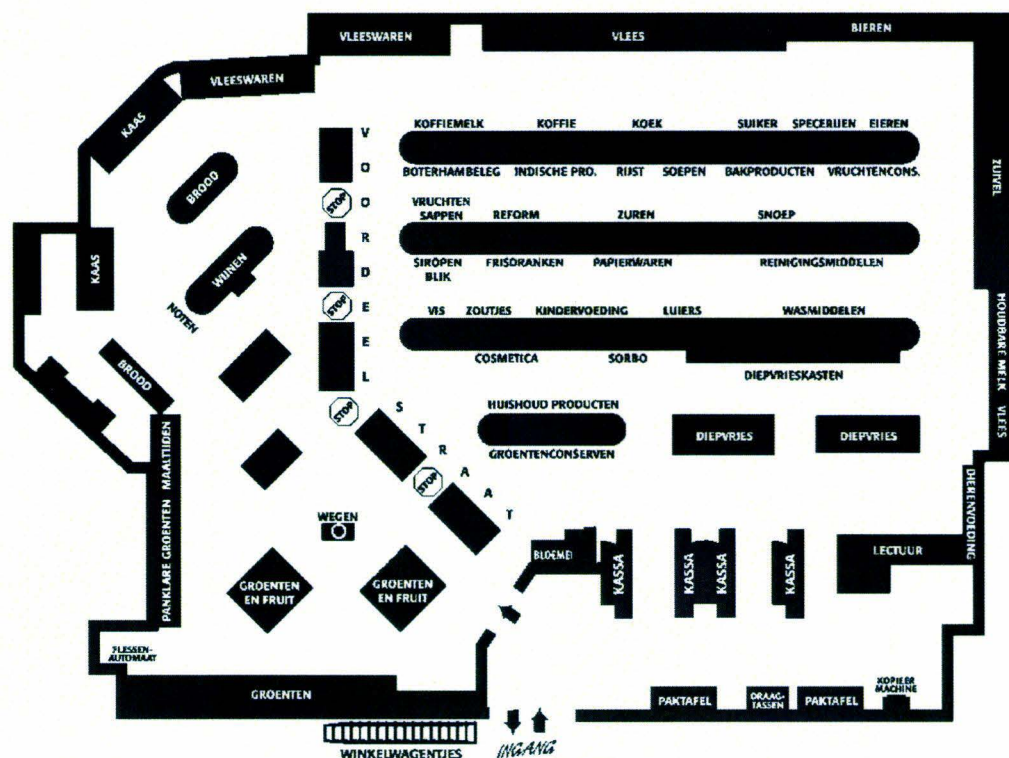 VLEESWAREN
VLEES
BIEREN
VLEESWAREN
KAAS
BROOD
KAAS
WIJNEN
NOTEN
BROOD
VOORDEEL
STRAAT
STOP
STOP
STOP
STOP
KOFFIEMELK KOFFIE KOEK SUIKER SPECERIJEN EIEREN
BOTERHAMBELEG INDISCHE PRO. RIJST SOEPEN BAKPRODUCTEN VRUCHTENCONS.
VRUCHTEN
SAPPEN REFORM ZUREN SNOEP
SIROPEN
BLIK FRISDRANKEN PAPIERWAREN REINIGINGSMIDDELEN
VIS ZOUTJES KINDERVOEDING LUIERS WASMIDDELEN
COSMETICA SORBO DIEPVRIESKASTEN
HUISHOUD PRODUCTEN
GROENTENCONSERVEN
DIEPVRIES
DIEPVRIES
ZUIVEL
HOUDBARE MELK
VLEES
DIERENVOEDING
LECTUUR
PANKLARE GROENTEN MAALTIJDEN
WEGEN
GROENTEN
EN FRUIT
GROENTEN
EN FRUIT
KASSA
KASSA
KASSA
KASSA
FLESSEN-
AUTOMAAT
GROENTEN
PAKTAFEL
DRAAG-
TASSEN
PAKTAFEL
KOPIEER
MACHINE
WINKELWAGENTJES
INGANG